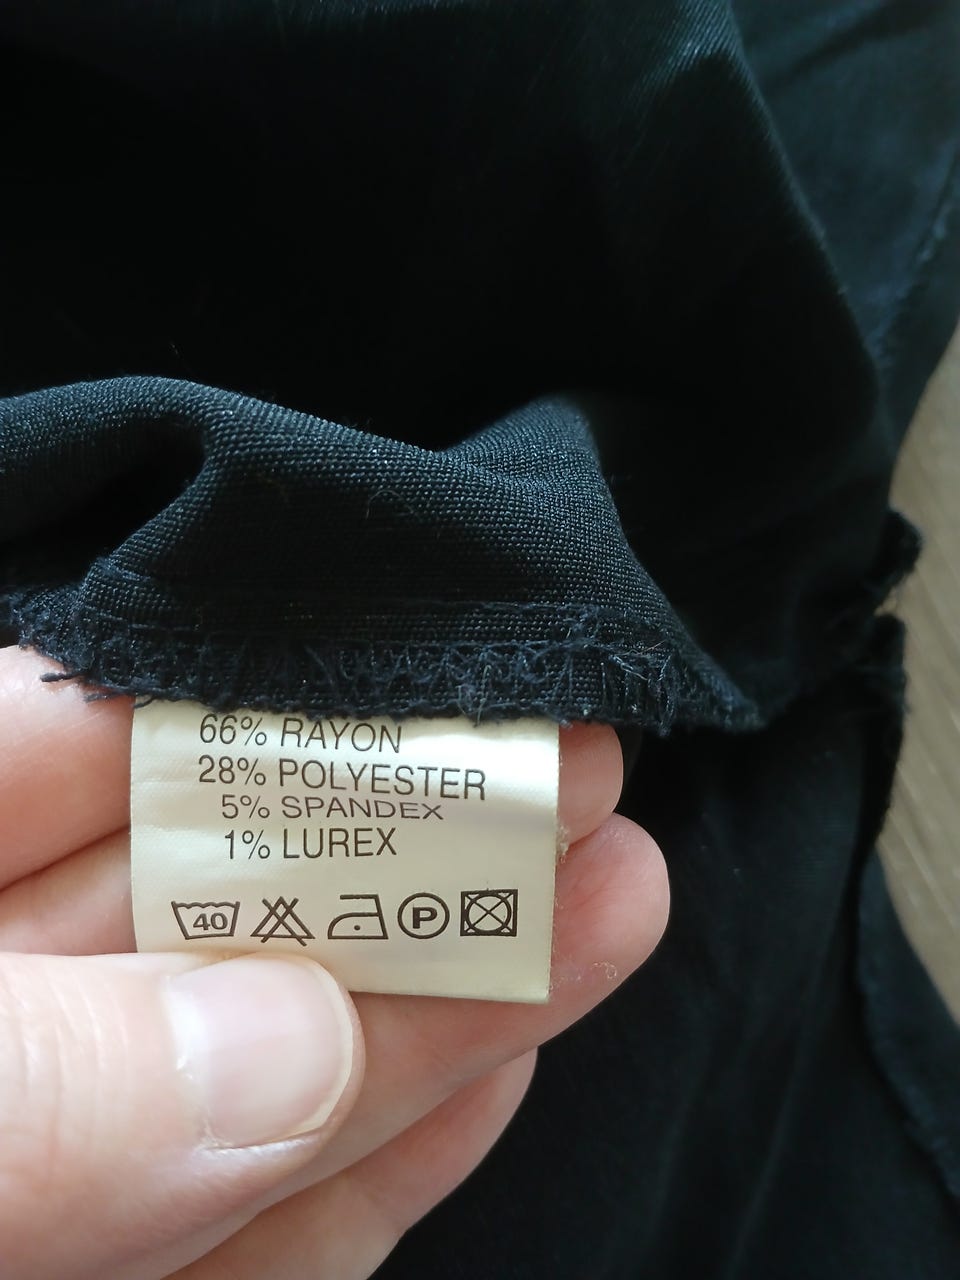 66% RAYON
28% POLYESTER
5% SPANDEX
1% LUREX
40 P